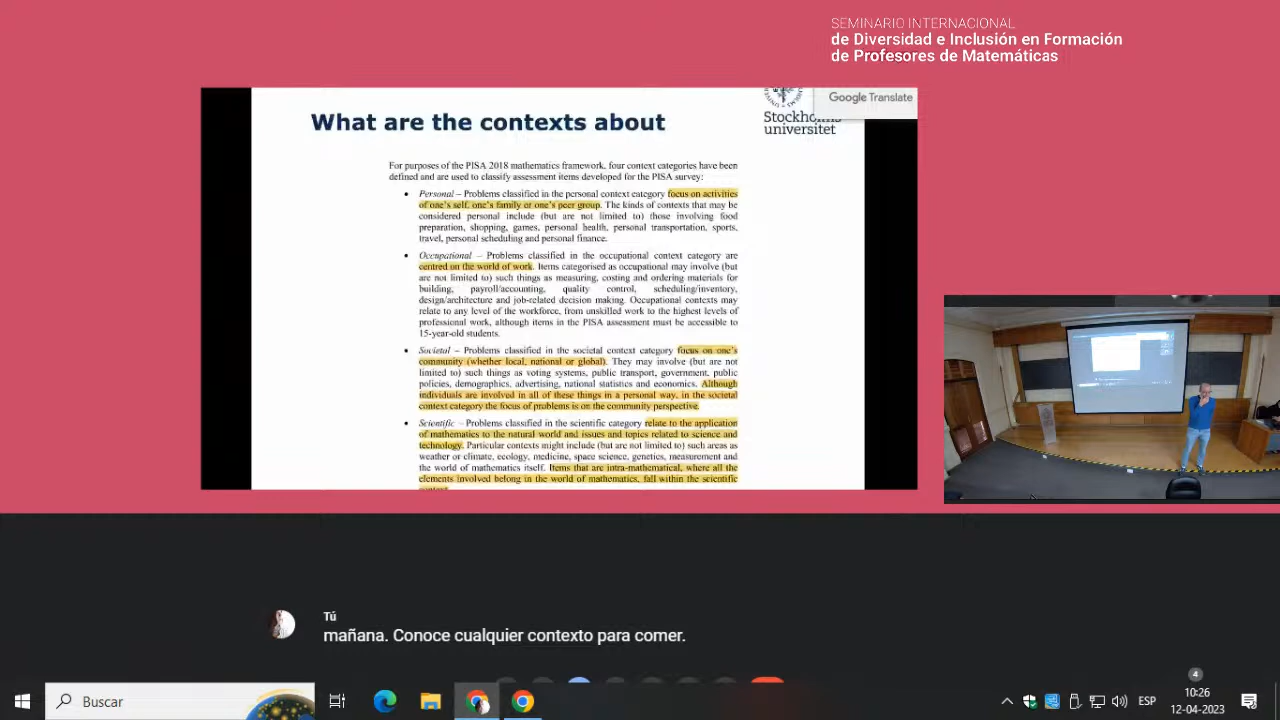 SEMINARIO INTERNACIONAL
de Diversidad e Inclusión en Formación
de Profesores de Matemáticas
What are the contexts about
Google Translate
Stockholms
universitet
For purposes of the PISA 2018 mathematics framework, four context categories have been
defined and are used to classify assessment items developed for the PISA survey:
• Personal – Problems classified in the personal context category focus on activities
of one's self, one's family or one's peer group. The kinds of contexts that may be
considered personal include (but are not limited to) those involving food
preparation, shopping, games, personal health, personal transportation, sports,
travel, personal scheduling and personal finance.
• Occupational – Problems classified in the occupational context category are
centred on the world of work. Items categorised as occupational may involve (but
are not limited to) such things as measuring, costing and ordering materials for
building, payroll/accounting, quality control, scheduling/inventory,
design/architecture and job-related decision making. Occupational contexts may
relate to any level of the workforce, from unskilled work to the highest levels of
professional work, although items in the PISA assessment must be accessible to
15-year-old students.
• Societal – Problems classified in the societal context category focus on one's
community (whether local, national or global). They may involve (but are not
limited to) such things as voting systems, public transport, government, public
policies, demographics, advertising, national statistics and economics. Although
individuals are involved in all of these things in a personal way, in the societal
context category the focus of problems is on the community perspective.
• Scientific – Problems classified in the scientific category relate to the application
of mathematics to the natural world and issues and topics related to science and
technology. Particular contexts might include (but are not limited to) such areas as
weather or climate, ecology, medicine, space science, genetics, measurement and
the world of mathematics itself. Items that are intra-mathematical, where all the
elements involved belong in the world of mathematics, fall within the scientific
Tú
mañana. Conoce cualquier contexto para comer.
Buscar
4
ESP
10:26
12-04-2023